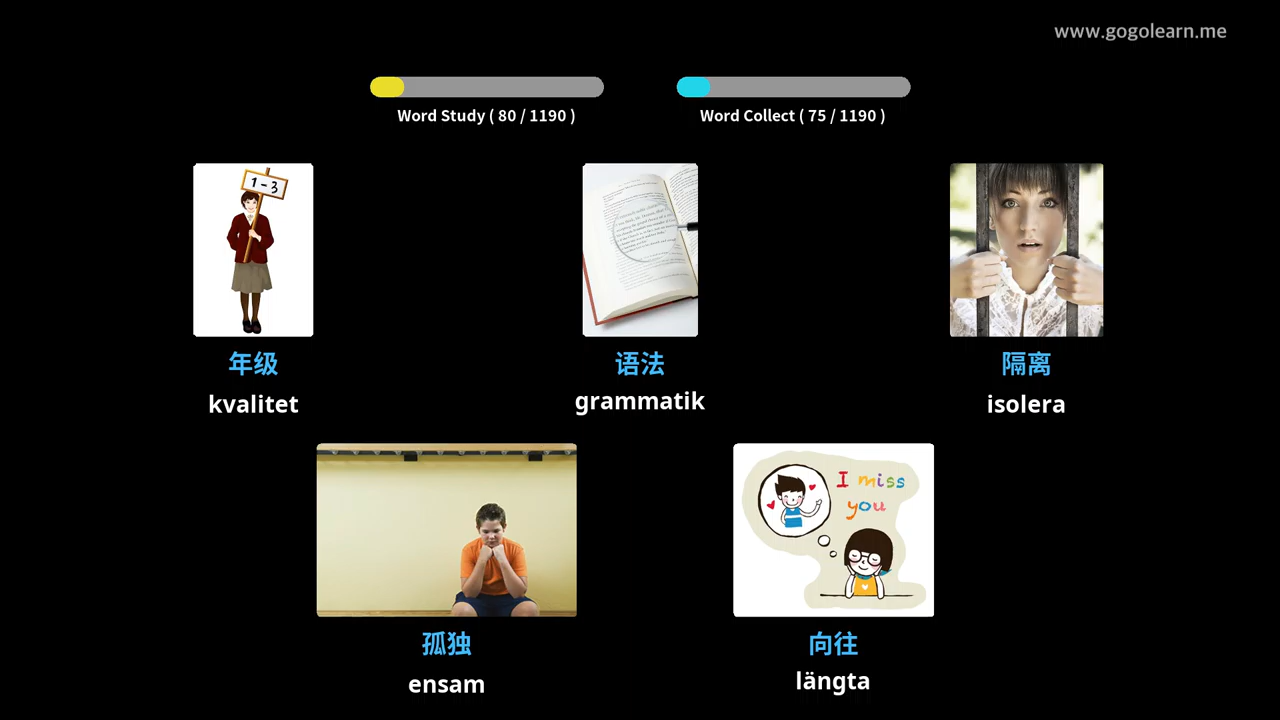 www.gogolearn.me
Word Study ( 80 / 1190 )
Word Collect ( 75 / 1190 )
1 - 3
年级
kvalitet
语法
grammatik
隔离
isolera
I miss
you
孤独
ensam
向往
längta